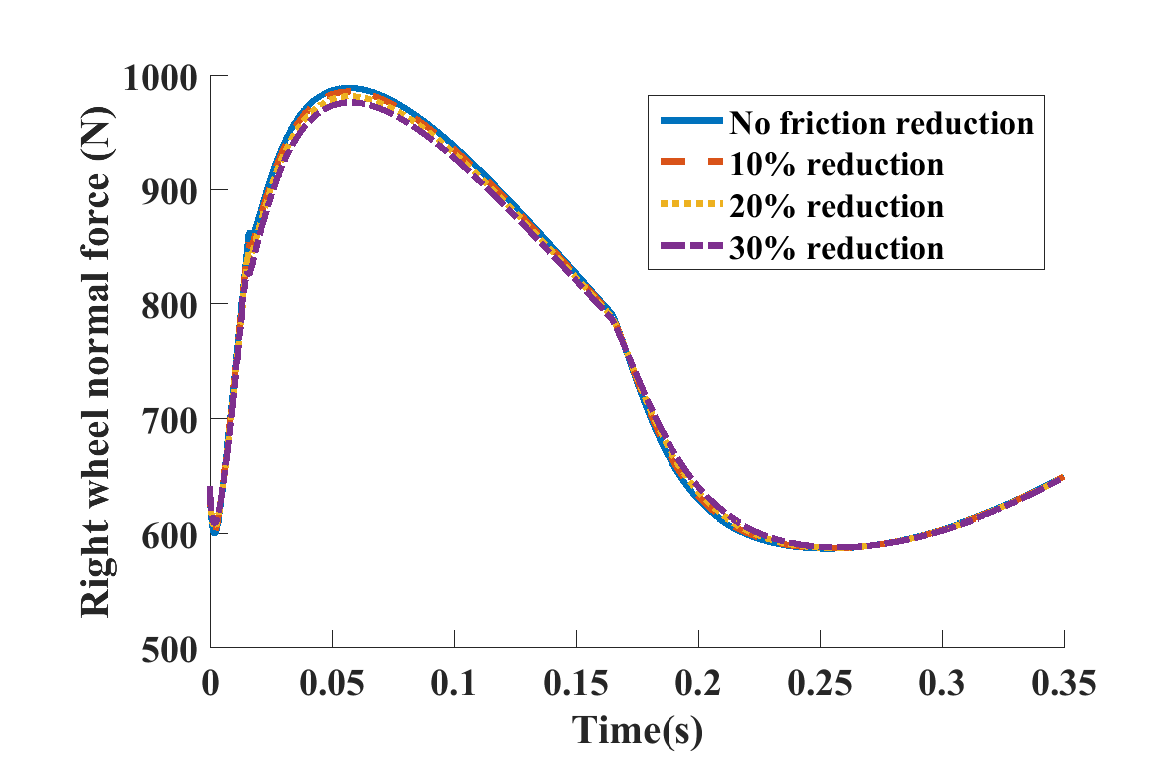 Right wheel normal force (N)
1000
900
800
700
600
500
0 0.05 0.1 0.15 0.2 0.25 0.3 0.35
Time(s)
No friction reduction
10% reduction
20% reduction
30% reduction